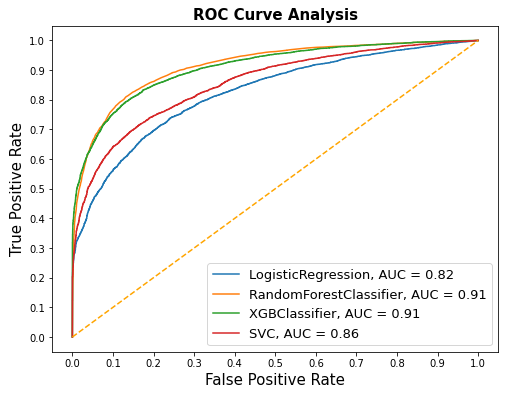 ROC Curve Analysis
True Positive Rate
1.0
0.9
0.8
0.7
0.6
0.5
0.4
0.3
0.2
0.1
0.0
LogisticRegression, AUC = 0.82
RandomForestClassifier, AUC = 0.91
XGBClassifier, AUC = 0.91
SVC, AUC = 0.86
0.0 0.1 0.2 0.3 0.4 0.5 0.6 0.7 0.8 0.9 1.0
False Positive Rate